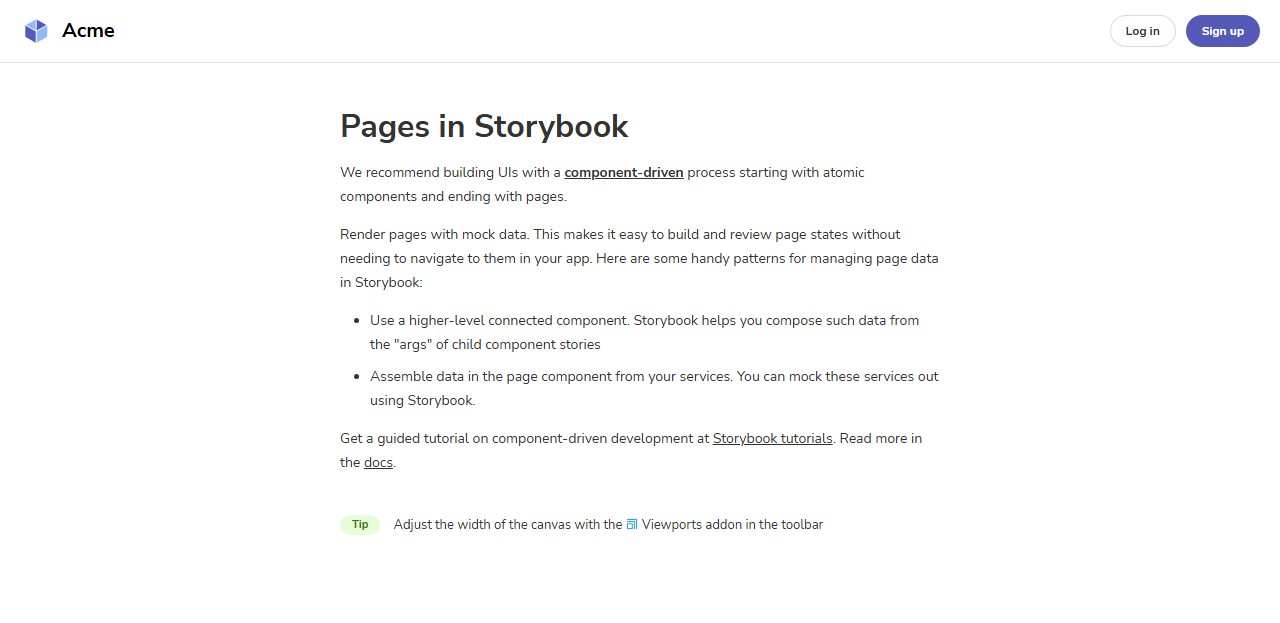 Acme
Log in
Sign up
Pages in Storybook
We recommend building UIs with a component-driven process starting with atomic
components and ending with pages.
Render pages with mock data. This makes it easy to build and review page states without
needing to navigate to them in your app. Here are some handy patterns for managing page data
in Storybook:
Use a higher-level connected component. Storybook helps you compose such data from
the "args" of child component stories
Assemble data in the page component from your services. You can mock these services out
using Storybook.
Get a guided tutorial on component-driven development at Storybook tutorials. Read more in
the docs.
Tip Adjust the width of the canvas with the Viewports addon in the toolbar